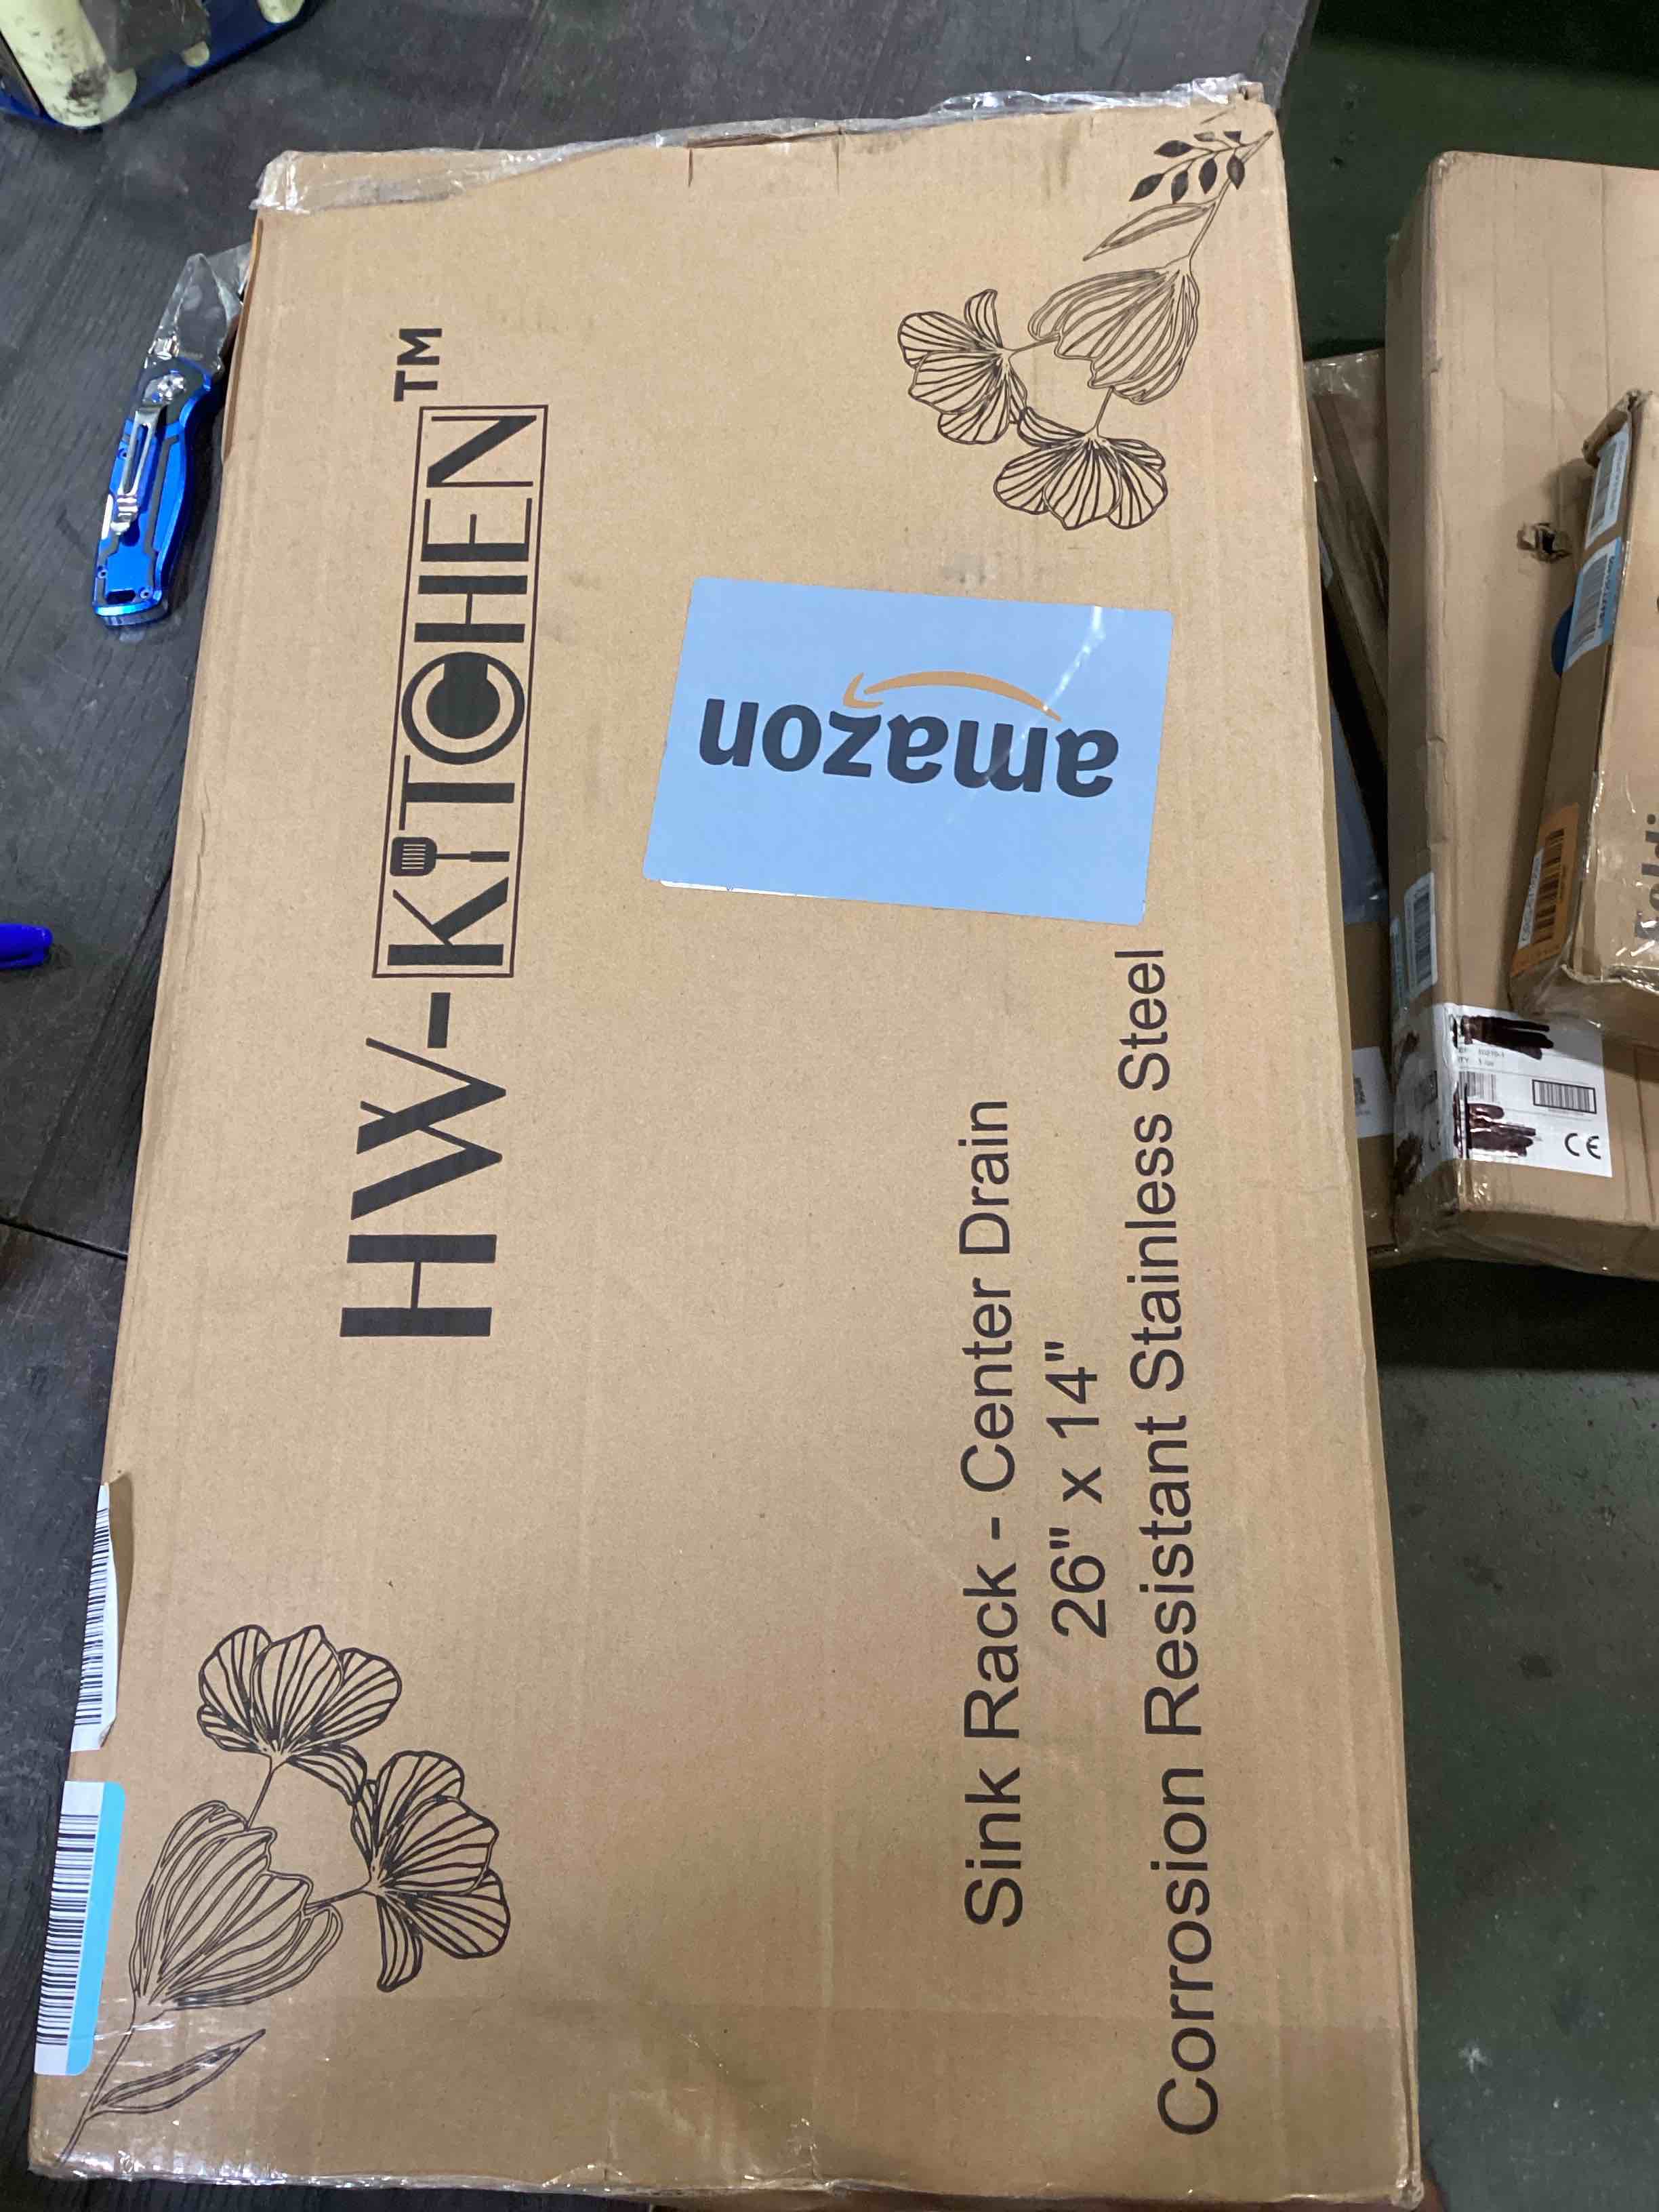 HW-KITCHEN™
amazon
Sink Rack - Center Drain
26" x 14"
Corrosion Resistant Stainless Steel
CE